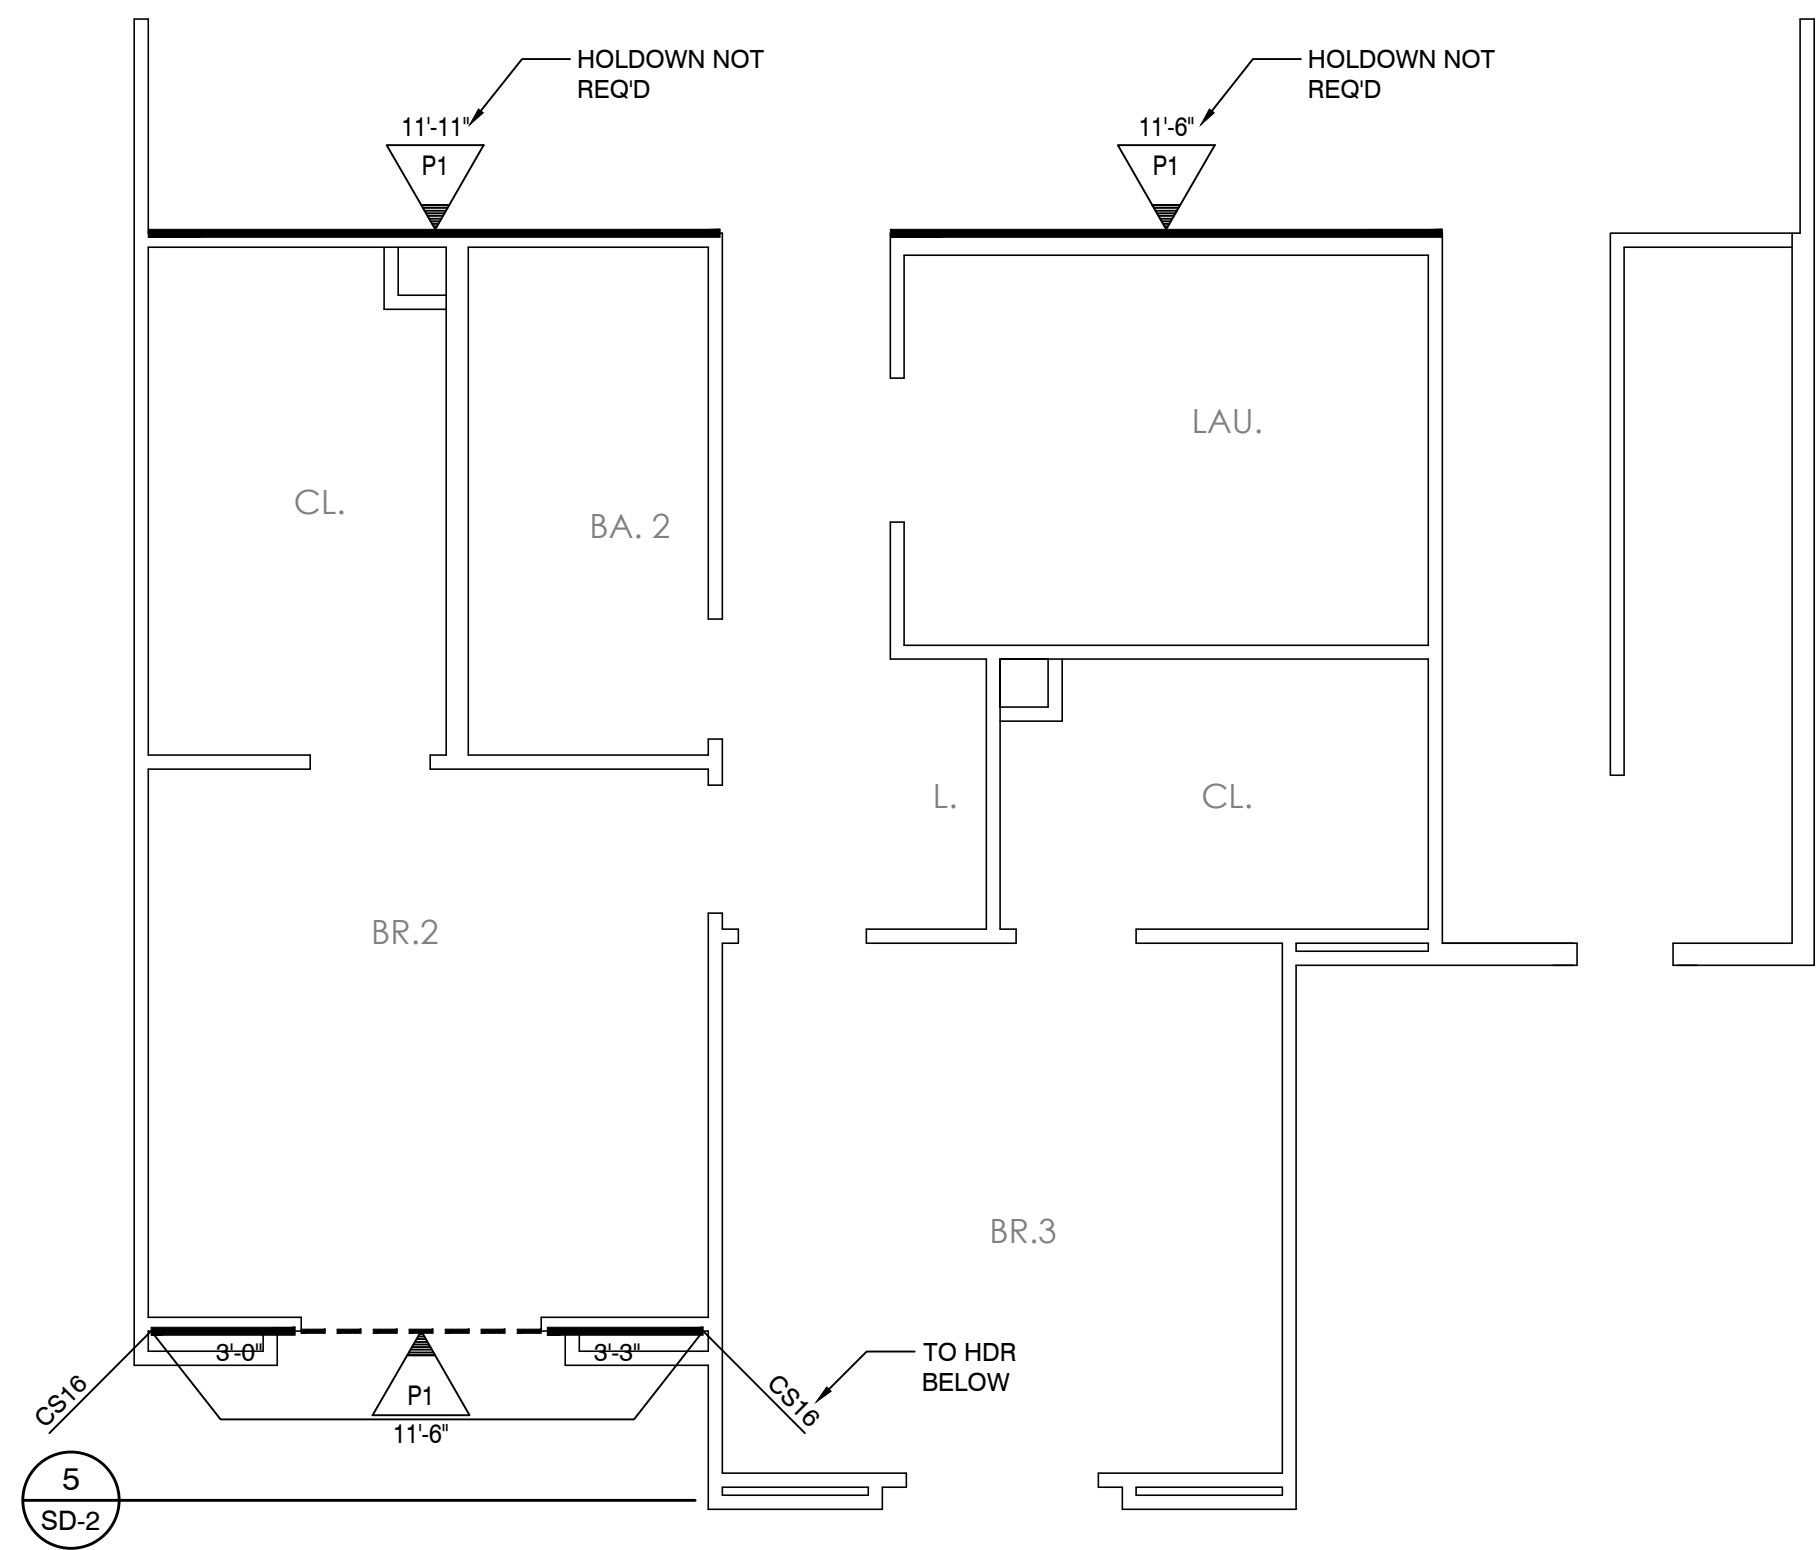 HOLDOWN NOT
REQ'D
HOLDOWN NOT
REQ'D
11'-11"
11'-6"
P1
P1
LAU.
CL.
BA. 2
L.
CL.
BR.2
BR.3
3'-0"
3'-3"
TO HDR
BELOW
CS16
P1
CS16
11'-6"
5
SD-2